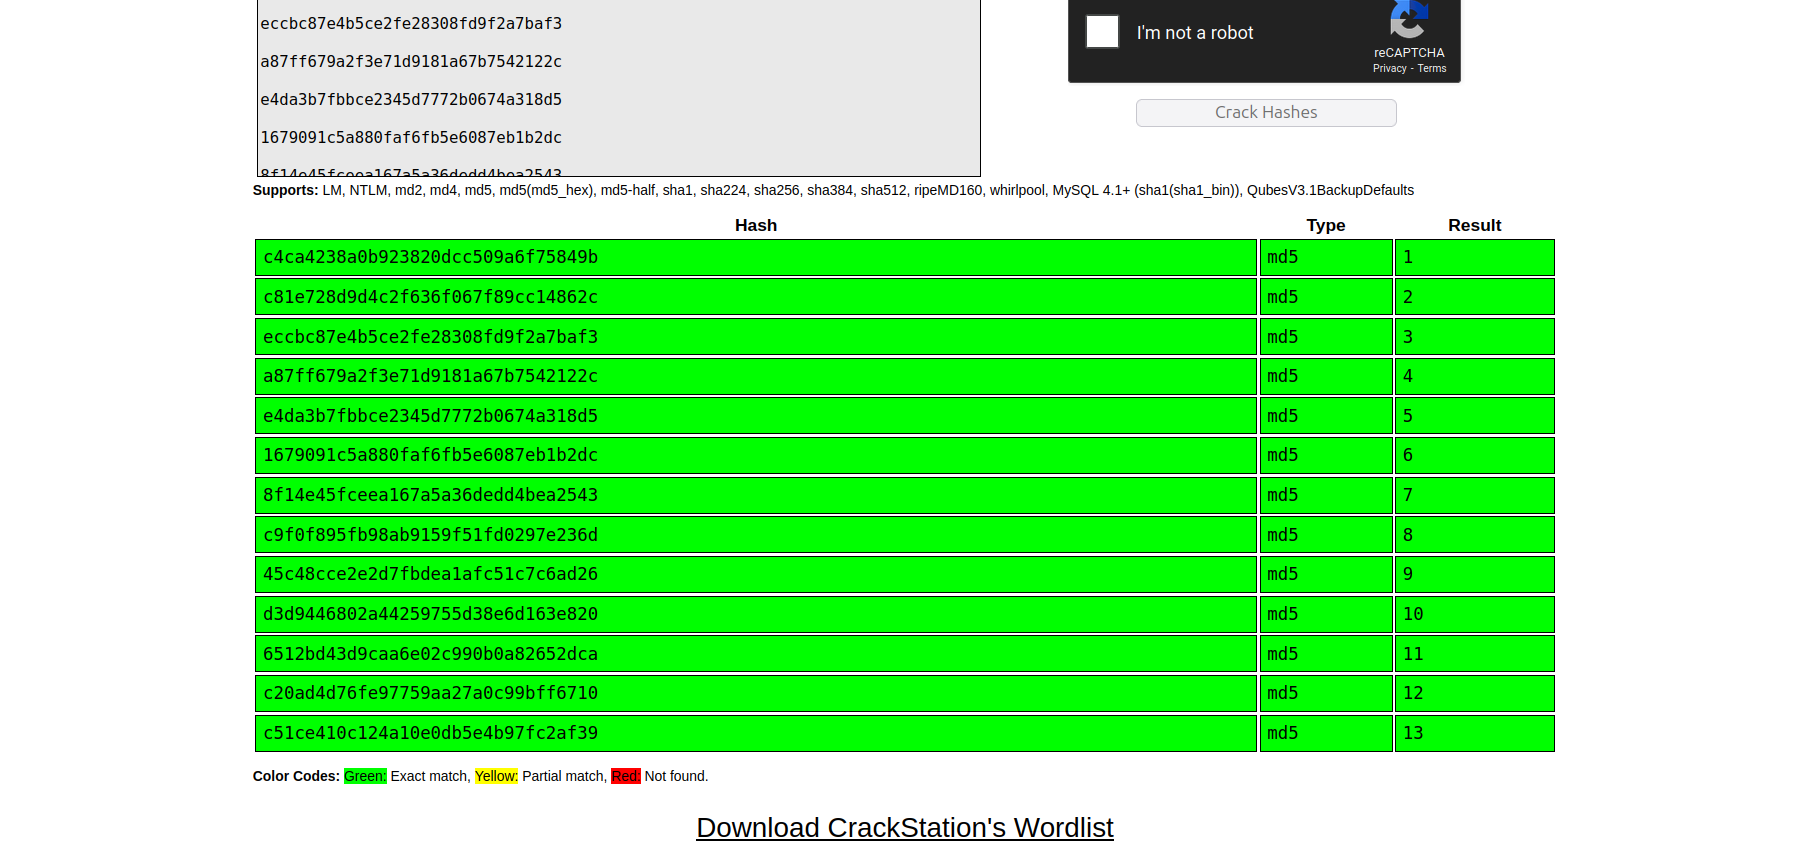 eccbc87e4b5ce2fe28308fd9f2a7baf3
a87ff679a2f3e71d9181a67b7542122c
e4da3b7fbbce2345d7772b0674a318d5
1679091c5a880faf6fb5e6087eb1b2dc
8f14e45fceea167a5a36dedd4bea2543
I'm not a robot
reCAPTCHA
Privacy - Terms
Crack Hashes
Supports: LM, NTLM, md2, md4, md5, md5(md5_hex), md5-half, sha1, sha224, sha256, sha384, sha512, ripeMD160, whirlpool, MySQL 4.1+ (sha1(sha1_bin)), QubesV3.1BackupDefaults
Hash Type Result
c4ca4238a0b923820dcc509a6f75849b md5 1
c81e728d9d4c2f636f067f89cc14862c md5 2
eccbc87e4b5ce2fe28308fd9f2a7baf3 md5 3
a87ff679a2f3e71d9181a67b7542122c md5 4
e4da3b7fbbce2345d7772b0674a318d5 md5 5
1679091c5a880faf6fb5e6087eb1b2dc md5 6
8f14e45fceea167a5a36dedd4bea2543 md5 7
c9f0f895fb98ab9159f51fd0297e236d md5 8
45c48cce2e2d7fbdea1afc51c7c6ad26 md5 9
d3d9446802a44259755d38e6d163e820 md5 10
6512bd43d9caa6e02c990b0a82652dca md5 11
c20ad4d76fe97759aa27a0c99bff6710 md5 12
c51ce410c124a10e0db5e4b97fc2af39 md5 13
Color Codes: Green: Exact match, Yellow: Partial match, Red: Not found.
Download CrackStation's Wordlist